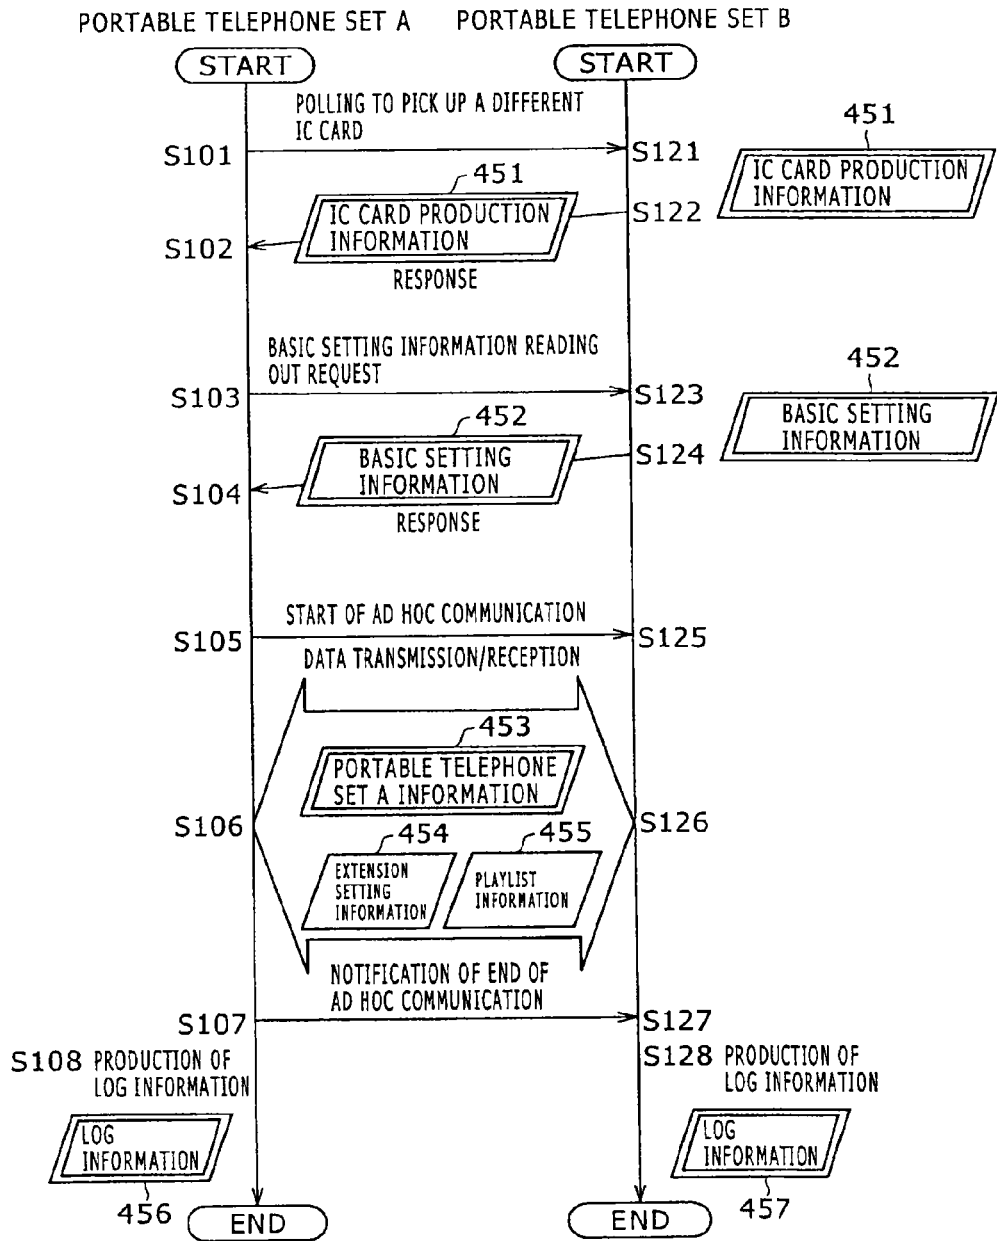 PORTABLE TELEPHONE SET A PORTABLE TELEPHONE SET B
START START
POLLING TO PICK UP A DIFFERENT
IC CARD
S101 S121
451
IC CARD PRODUCTION
INFORMATION
451
IC CARD PRODUCTION
INFORMATION
S122
S102
RESPONSE
BASIC SETTING INFORMATION READING
OUT REQUEST
S103 S123
452
BASIC SETTING
INFORMATION
452
BASIC SETTING
INFORMATION
S124
S104
RESPONSE
START OF AD HOC COMMUNICATION
S105 S125
DATA TRANSMISSION/RECEPTION
453
PORTABLE TELEPHONE
SET A INFORMATION
S106 S126
454 455
EXTENSION
SETTING
INFORMATION
PLAYLIST
INFORMATION
NOTIFICATION OF END OF
AD HOC COMMUNICATION
S107 S127
S108 PRODUCTION OF
LOG INFORMATION
S128 PRODUCTION OF
LOG INFORMATION
LOG
INFORMATION
456
LOG
INFORMATION
457
END END